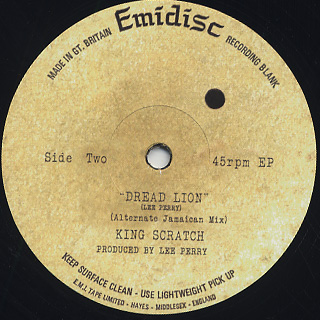 MADE IN GT. BRITAIN
Emidisc
RECORDING BLANK
Side Two
45rpm EP
"DREAD LION"
(LEE PERRY)
(Alternate Jamaican Mix)
KING SCRATCH
PRODUCED BY LEE PERRY
KEEP SURFACE CLEAN - USE LIGHTWEIGHT PICK UP
E.M.I. TAPE LIMITED - HAYES - MIDDLESEX - ENGLAND